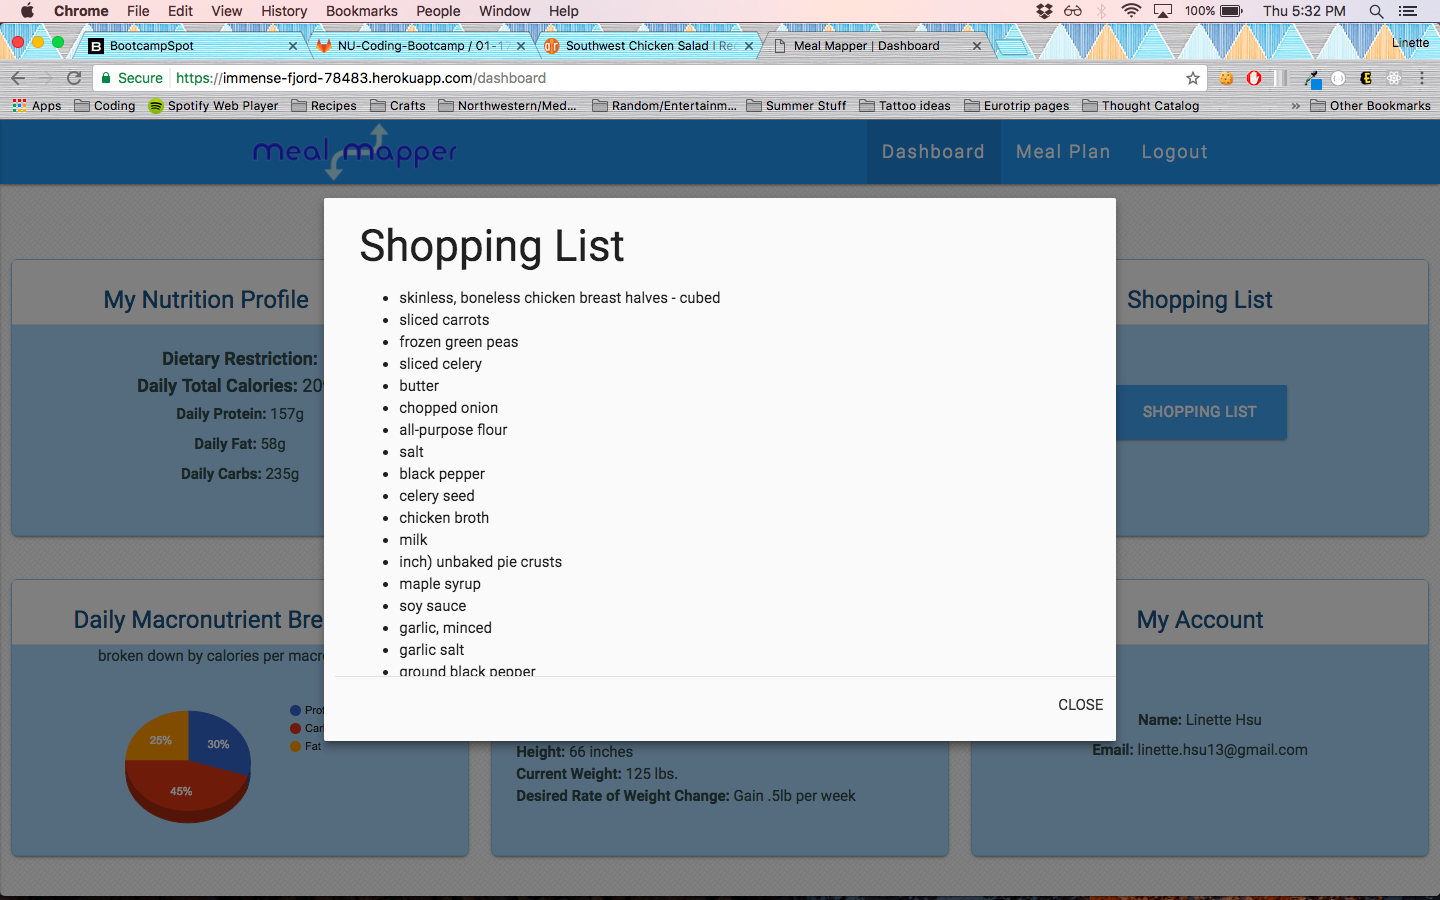 Chrome File Edit View History Bookmarks People Window Help 100% Thu 5:32 PM
BootcampSpot
NU-Coding-Bootcamp / 01-17
Southwest Chicken Salad | Rec
Meal Mapper | Dashboard
Linette
Secure https://immense-fjord-78483.herokuapp.com/dashboard
Apps Coding Spotify Web Player Recipes Crafts Northwestern/Med... Random/Entertainm... Summer Stuff Tattoo ideas Eurotrip pages Thought Catalog » Other Bookmarks
meal mapper
Dashboard Meal Plan Logout
Shopping List
skinless, boneless chicken breast halves - cubed
sliced carrots
frozen green peas
sliced celery
butter
chopped onion
all-purpose flour
salt
black pepper
celery seed
chicken broth
milk
inch) unbaked pie crusts
maple syrup
soy sauce
garlic, minced
garlic salt
ground black pepper
CLOSE
My Nutrition Profile
Dietary Restriction:
Daily Total Calories: 20
Daily Protein: 157g
Daily Fat: 58g
Daily Carbs: 235g
Shopping List
SHOPPING LIST
Daily Macronutrient Bre
broken down by calories per macr
25%
30%
45%
Prot
Car
Fat
Height: 66 inches
Current Weight: 125 lbs.
Desired Rate of Weight Change: Gain .5lb per week
My Account
Name: Linette Hsu
Email: linette.hsu13@gmail.com